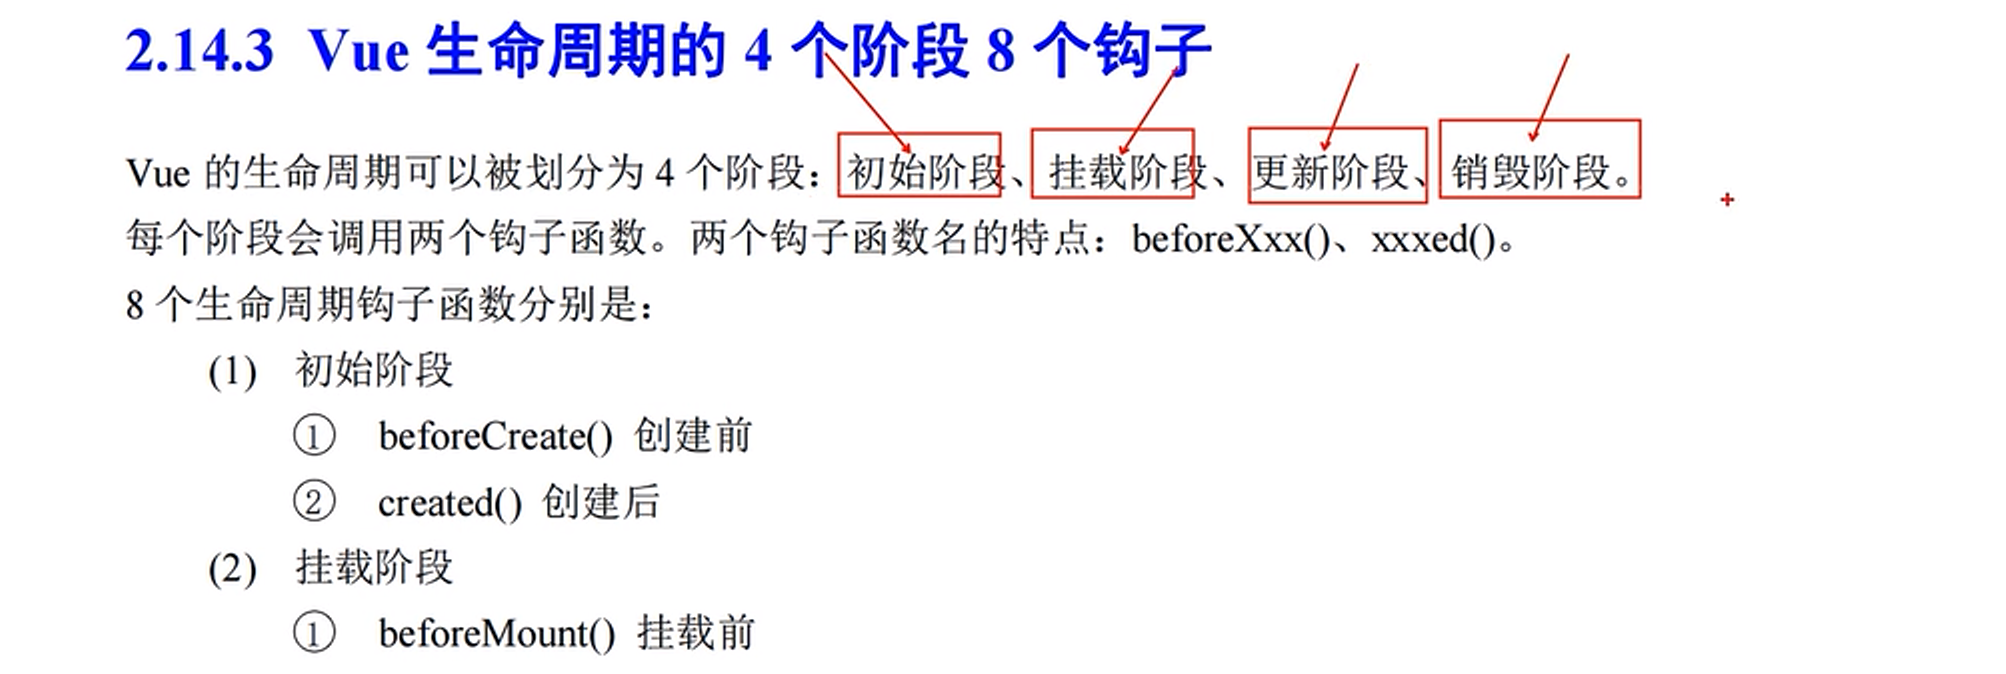 2.14.3 Vue 生命周期的 4 个阶段 8 个钩子
Vue 的生命周期可以被划分为 4 个阶段：初始阶段、挂载阶段、更新阶段、销毁阶段。
每个阶段会调用两个钩子函数。两个钩子函数名的特点：beforeXxx()、xxxed()。
8 个生命周期钩子函数分别是：
(1) 初始阶段
① beforeCreate() 创建前
② created() 创建后
(2) 挂载阶段
① beforeMount() 挂载前